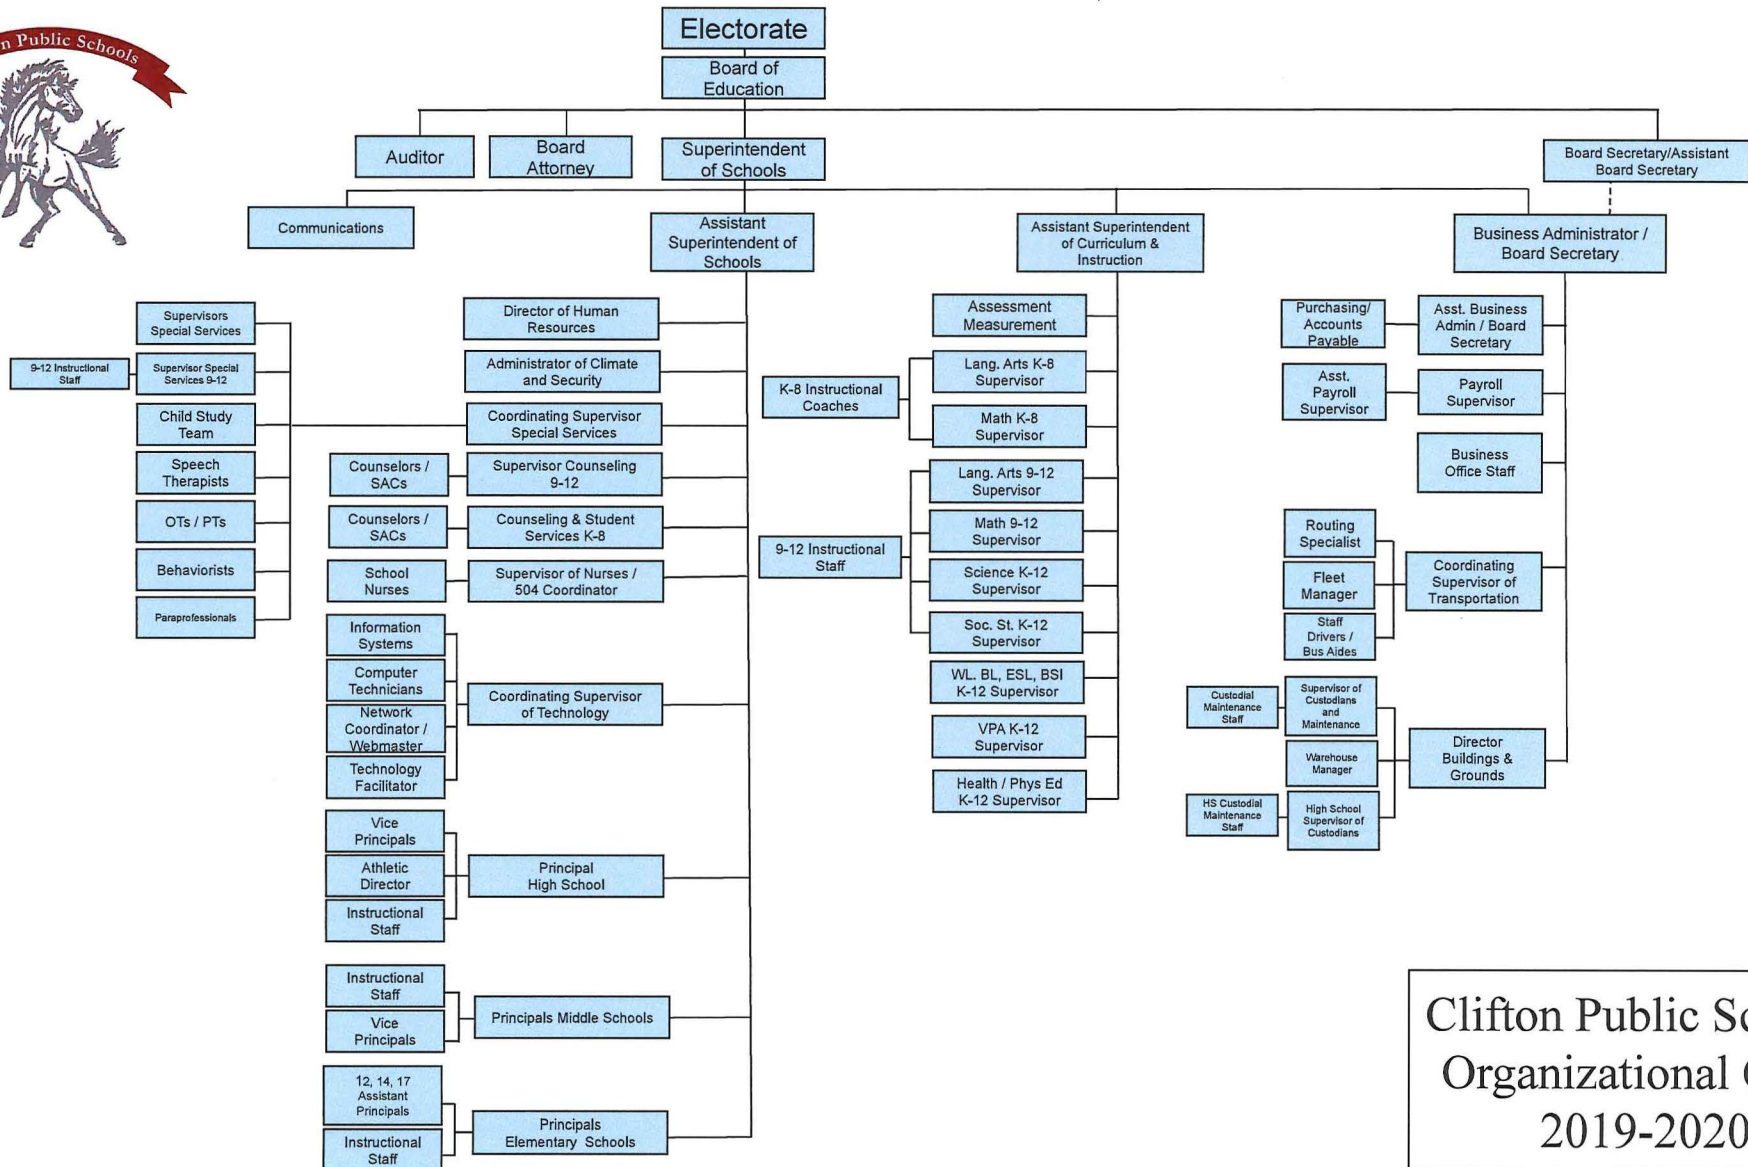 n Public Schools
Electorate
Board of
Education
Auditor
Board
Attorney
Superintendent
of Schools
Board Secretary/Assistant
Board Secretary
Communications
Assistant
Superintendent of
Schools
Assistant Superintendent
of Curriculum &
Instruction
Business Administrator /
Board Secretary
Supervisors
Special Services
9-12 Instructional
Staff
Supervisor Special
Services 9-12
Child Study
Team
Speech
Therapists
OTs / PTs
Behaviorists
Paraprofessionals
Director of Human
Resources
Administrator of Climate
and Security
Coordinating Supervisor
Special Services
Counselors /
SACs
Supervisor Counseling
9-12
Counselors /
SACs
Counseling & Student
Services K-8
School
Nurses
Supervisor of Nurses /
504 Coordinator
Information
Systems
Computer
Technicians
Network
Coordinator /
Webmaster
Technology
Facilitator
Coordinating Supervisor
of Technology
Vice
Principals
Athletic
Director
Instructional
Staff
Principal
High School
Instructional
Staff
Vice
Principals
Principals Middle Schools
12, 14, 17
Assistant
Principals
Instructional
Staff
Principals
Elementary Schools
Assessment
Measurement
K-8 Instructional
Coaches
Lang. Arts K-8
Supervisor
Math K-8
Supervisor
9-12 Instructional
Staff
Lang. Arts 9-12
Supervisor
Math 9-12
Supervisor
Science K-12
Supervisor
Soc. St. K-12
Supervisor
WL. BL, ESL, BSI
K-12 Supervisor
VPA K-12
Supervisor
Health / Phys Ed
K-12 Supervisor
Purchasing/
Accounts
Payable
Asst. Business
Admin / Board
Secretary
Asst.
Payroll
Supervisor
Payroll
Supervisor
Business
Office Staff
Routing
Specialist
Fleet
Manager
Staff
Drivers /
Bus Aides
Coordinating
Supervisor of
Transportation
Custodial
Maintenance
Staff
Supervisor of
Custodians
and
Maintenance
Warehouse
Manager
HS Custodial
Maintenance
Staff
High School
Supervisor of
Custodians
Director
Buildings &
Grounds
Clifton Public Sc
Organizational
2019-2020